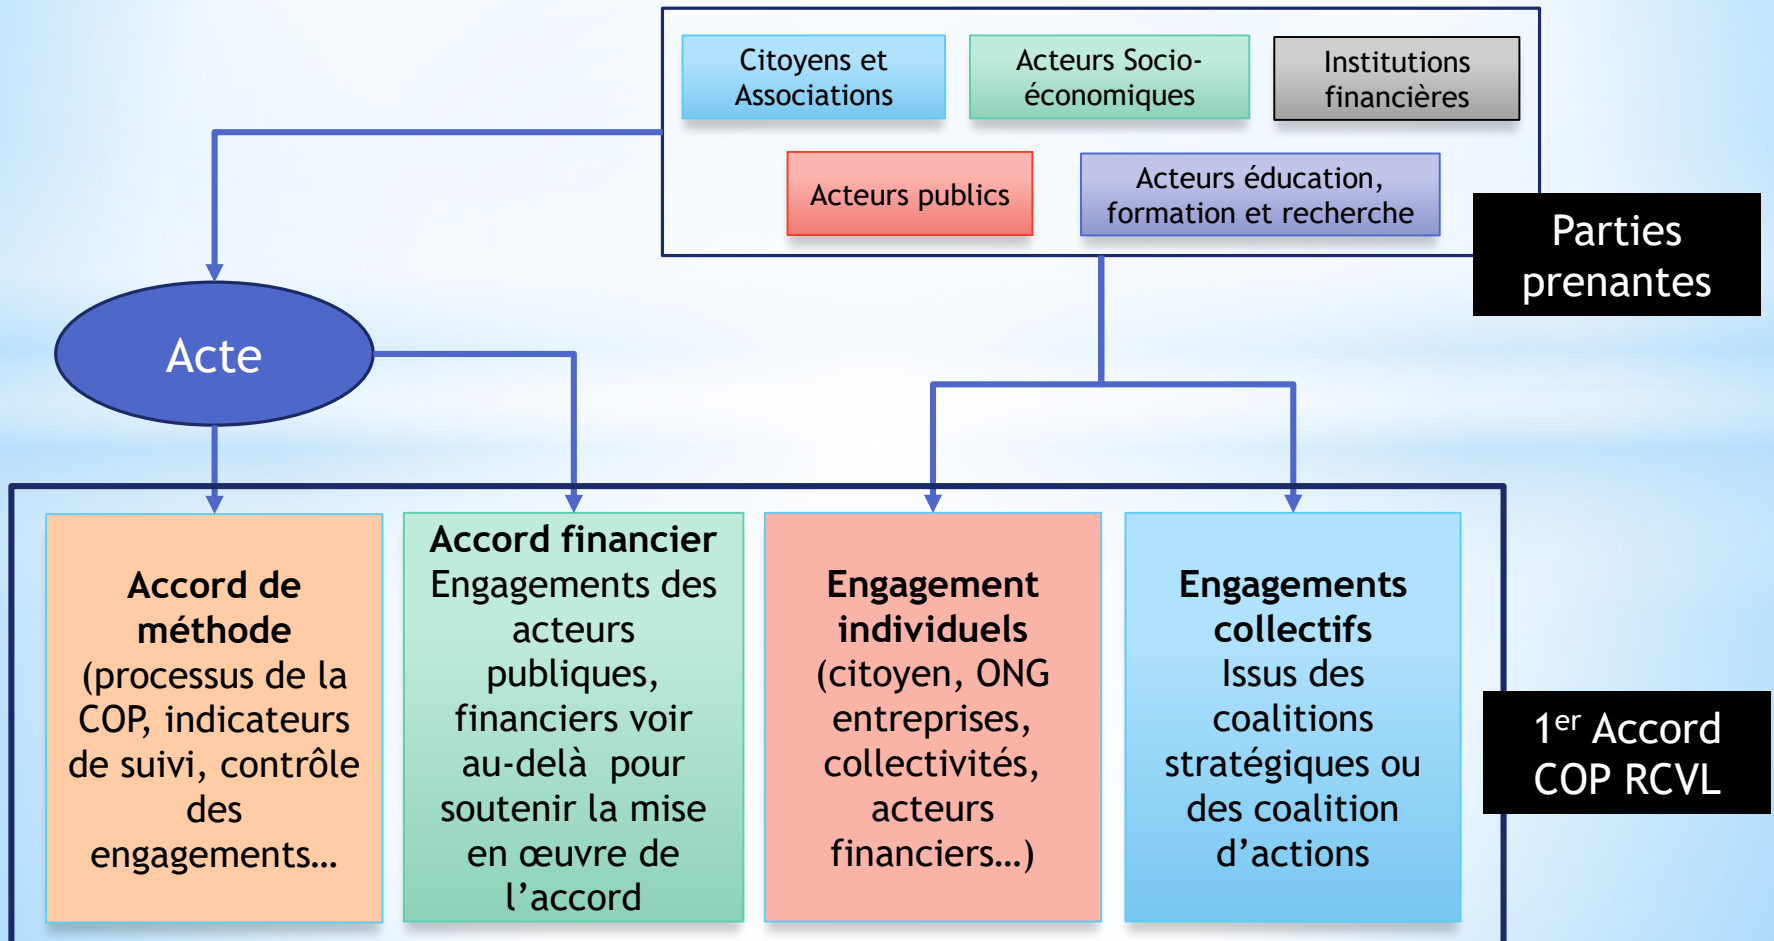 Citoyens et
Associations
Acteurs Socio-
économiques
Institutions
financières
Acteurs publics
Acteurs éducation,
formation et recherche
Parties
prenantes
Acte
Accord de
méthode
(processus de la
COP, indicateurs
de suivi, contrôle
des
engagements…
Accord financier
Engagements des
acteurs
publiques,
financiers voir
au-delà pour
soutenir la mise
en œuvre de
l’accord
Engagement
individuels
(citoyen, ONG
entreprises,
collectivités,
acteurs
financiers…)
Engagements
collectifs
Issus des
coalitions
stratégiques ou
des coalition
d’actions
1er Accord
COP RCVL